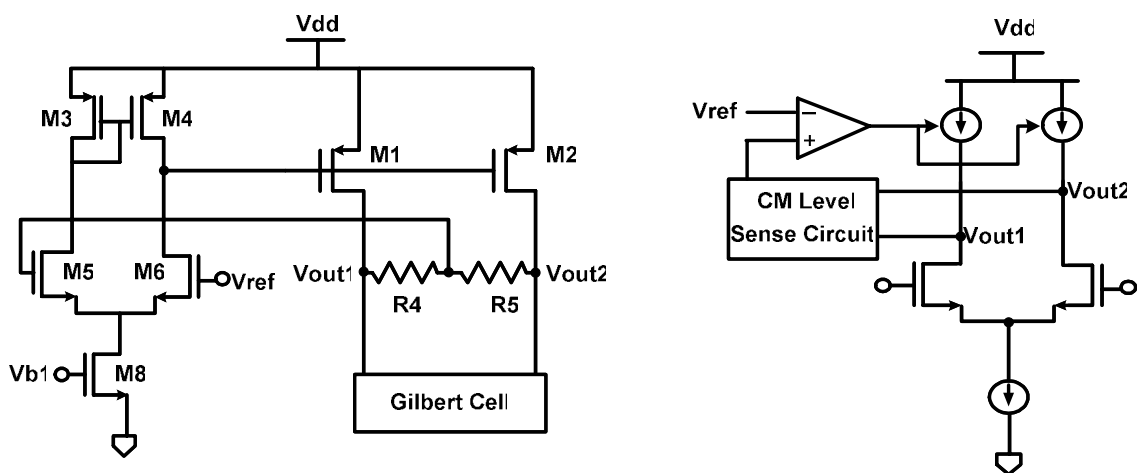 Vdd
M3
M4
M1
M2
M5
M6
Vref
Vout1
Vout2
R4
R5
Vb1
M8
Gilbert Cell
Vdd
Vref
−
+
CM Level
Sense Circuit
Vout2
Vout1